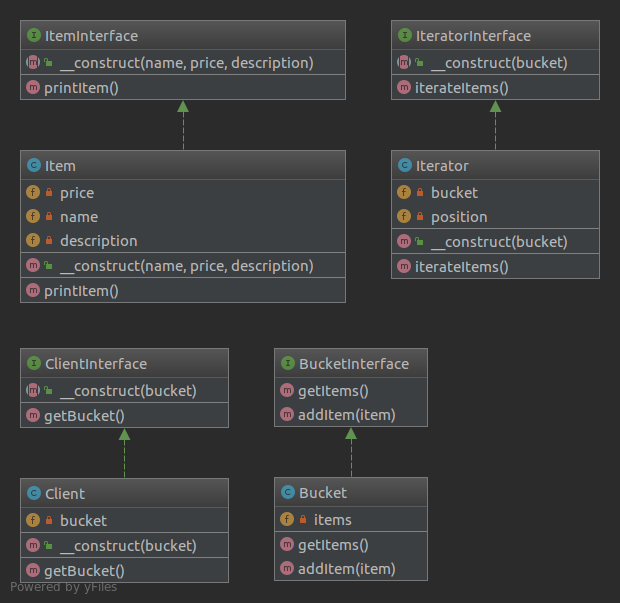 ItemInterface
__construct(name, price, description)
printItem()
IteratorInterface
__construct(bucket)
iterateItems()
Item
price
name
description
__construct(name, price, description)
printItem()
Iterator
bucket
position
__construct(bucket)
iterateItems()
ClientInterface
__construct(bucket)
getBucket()
BucketInterface
getItems()
addItem(item)
Client
bucket
__construct(bucket)
getBucket()
Bucket
items
getItems()
addItem(item)
Powered by yFiles